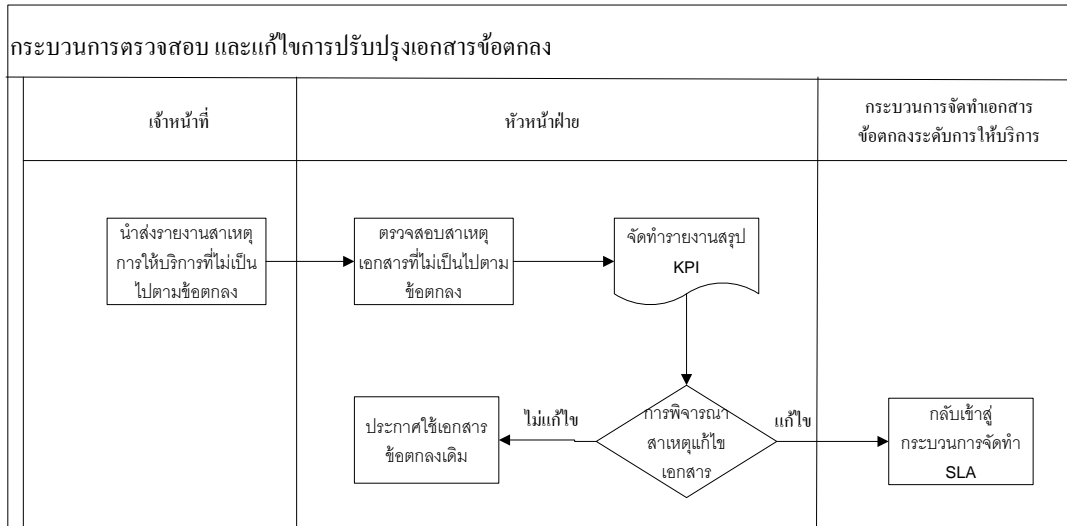 กระบวนการตรวจสอบ และแก้ไขการปรับปรุงเอกสารข้อตกลง
เจ้าหน้าที่
หัวหน้าฝ่าย
กระบวนการจัดทำเอกสาร
ข้อตกลงระดับการให้บริการ
นำส่งรายงานสาเหตุ
การให้บริการที่ไม่เป็น
ไปตามข้อตกลง
ตรวจสอบสาเหตุ
เอกสารที่ไม่เป็นไปตาม
ข้อตกลง
จัดทำรายงานสรุป
KPI
ประกาศใช้เอกสาร
ข้อตกลงเดิม
ไม่แก้ไข
การพิจารณา
สาเหตุแก้ไข
เอกสาร
แก้ไข
กลับเข้าสู่
กระบวนการจัดทำ
SLA